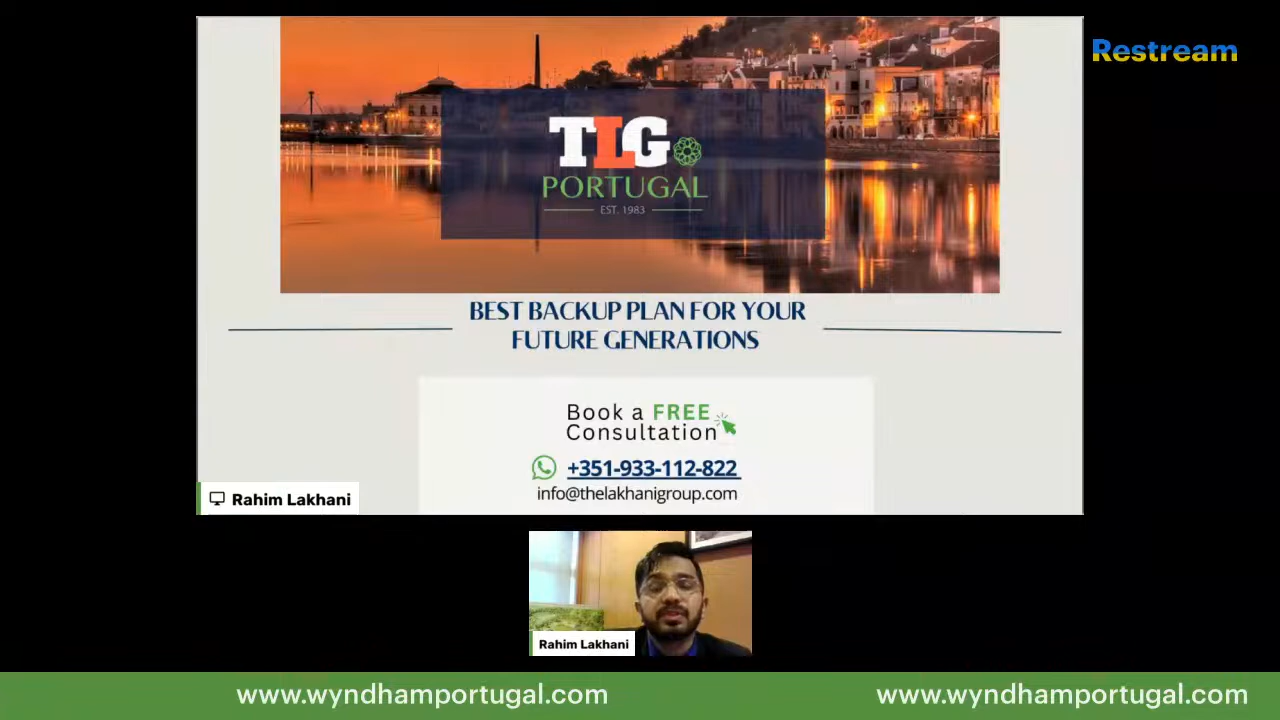 Restream
TLG
PORTUGAL
EST. 1983
BEST BACKUP PLAN FOR YOUR
FUTURE GENERATIONS
Book a FREE
Consultation
+351-933-112-822
info@thelakhanigroup.com
Rahim Lakhani
Rahim Lakhani
www.wyndhamportugal.com
www.wyndhamportugal.com